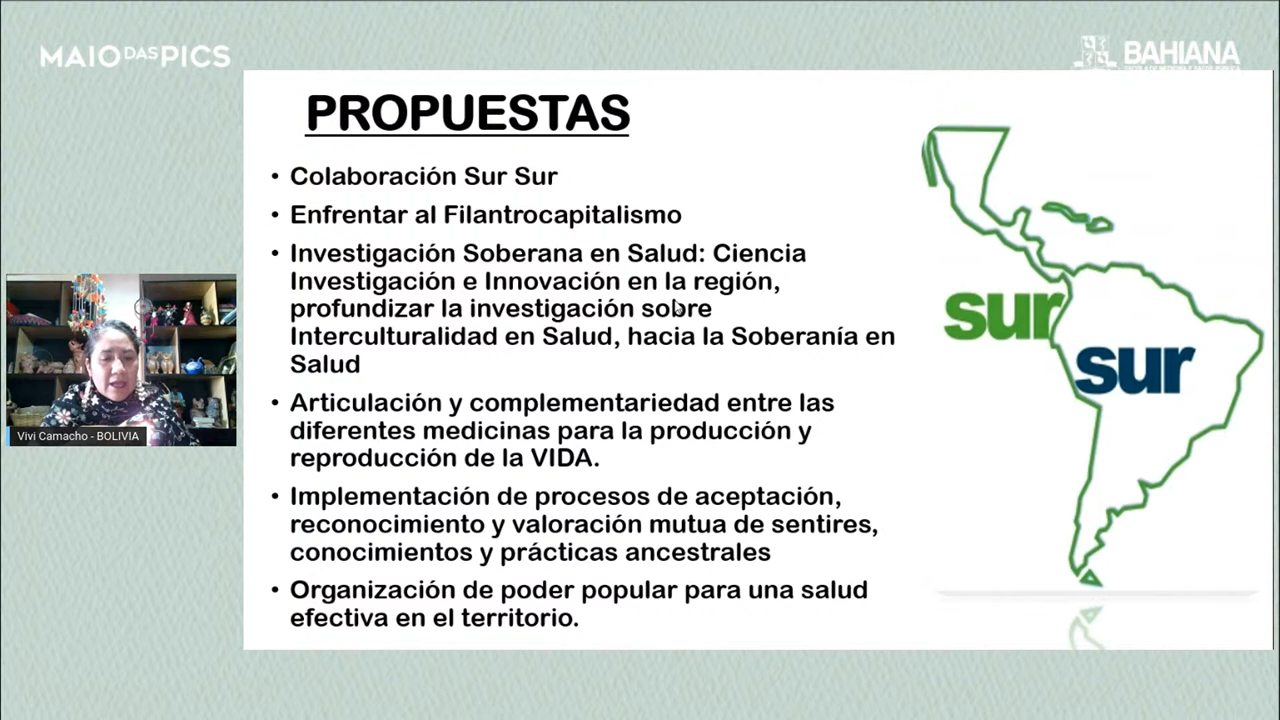 MAIO DAS PICS
BAHIANA
PROPUESTAS
• Colaboración Sur Sur
• Enfrentar al Filantrocapitalismo
• Investigación Soberana en Salud: Ciencia
Investigación e Innovación en la región,
profundizar la investigación sobre
Interculturalidad en Salud, hacia la Soberanía en
Salud
• Articulación y complementariedad entre las
diferentes medicinas para la producción y
reproducción de la VIDA.
• Implementación de procesos de aceptación,
reconocimiento y valoración mutua de sentires,
conocimientos y prácticas ancestrales
• Organización de poder popular para una salud
efectiva en el territorio.
sur
sur
Vivi Camacho - BOLIVIA